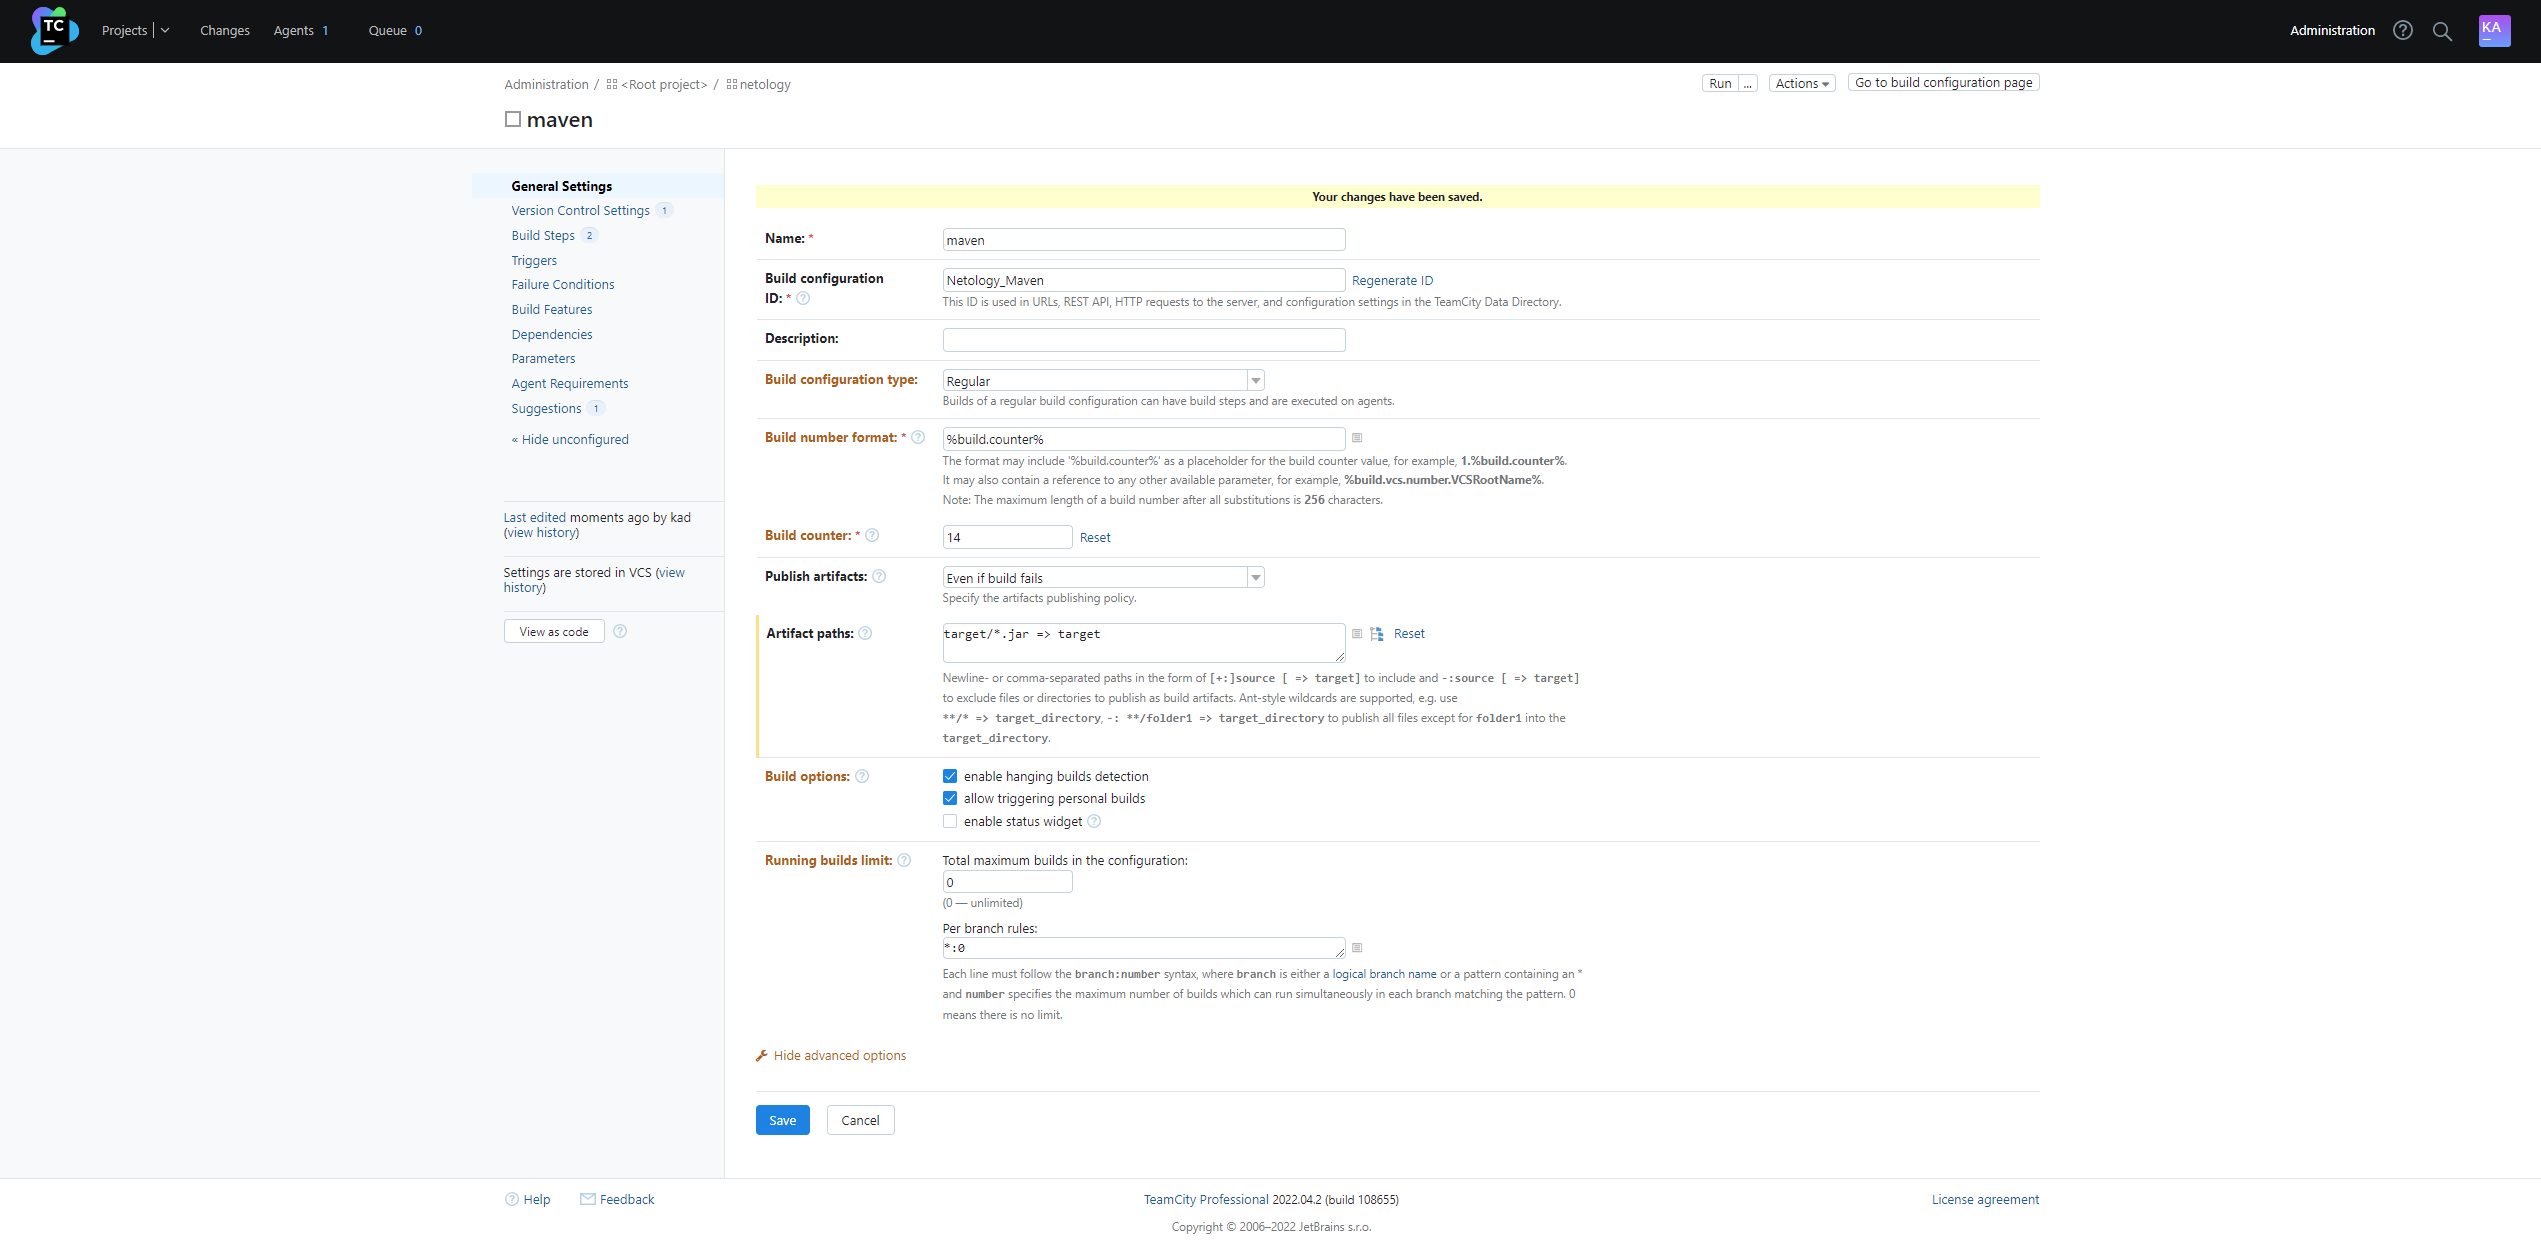 TC Projects Changes Agents 1 Queue 0 Administration KA
Administration / <Root project> / netology Run ... Actions Go to build configuration page
maven
General Settings
Version Control Settings 1
Build Steps 2
Triggers
Failure Conditions
Build Features
Dependencies
Parameters
Agent Requirements
Suggestions 1
« Hide unconfigured
Last edited moments ago by kad
(view history)
Settings are stored in VCS (view
history)
View as code ?
Your changes have been saved.
Name: * maven
Build configuration
ID: * ? Netology_Maven Regenerate ID
This ID is used in URLs, REST API, HTTP requests to the server, and configuration settings in the TeamCity Data Directory.
Description:
Build configuration type: Regular
Builds of a regular build configuration can have build steps and are executed on agents.
Build number format: * ? %build.counter%
The format may include '%build.counter%' as a placeholder for the build counter value, for example, 1.%build.counter%.
It may also contain a reference to any other available parameter, for example, %build.vcs.number.VCSRootName%.
Note: The maximum length of a build number after all substitutions is 256 characters.
Build counter: * ? 14 Reset
Publish artifacts: ? Even if build fails
Specify the artifacts publishing policy.
Artifact paths: ? target/*.jar => target Reset
Newline- or comma-separated paths in the form of [+:]source [ => target] to include and -:source [ => target]
to exclude files or directories to publish as build artifacts. Ant-style wildcards are supported, e.g. use
**/* => target_directory, -: **/folder1 => target_directory to publish all files except for folder1 into the
target_directory.
Build options: ? enable hanging builds detection
allow triggering personal builds
enable status widget ?
Running builds limit: ? Total maximum builds in the configuration:
0
(0 — unlimited)
Per branch rules:
*:0
Each line must follow the branch:number syntax, where branch is either a logical branch name or a pattern containing an *
and number specifies the maximum number of builds which can run simultaneously in each branch matching the pattern. 0
means there is no limit.
Hide advanced options
Save Cancel
? Help Feedback TeamCity Professional 2022.04.2 (build 108655) License agreement
Copyright © 2006–2022 JetBrains s.r.o.